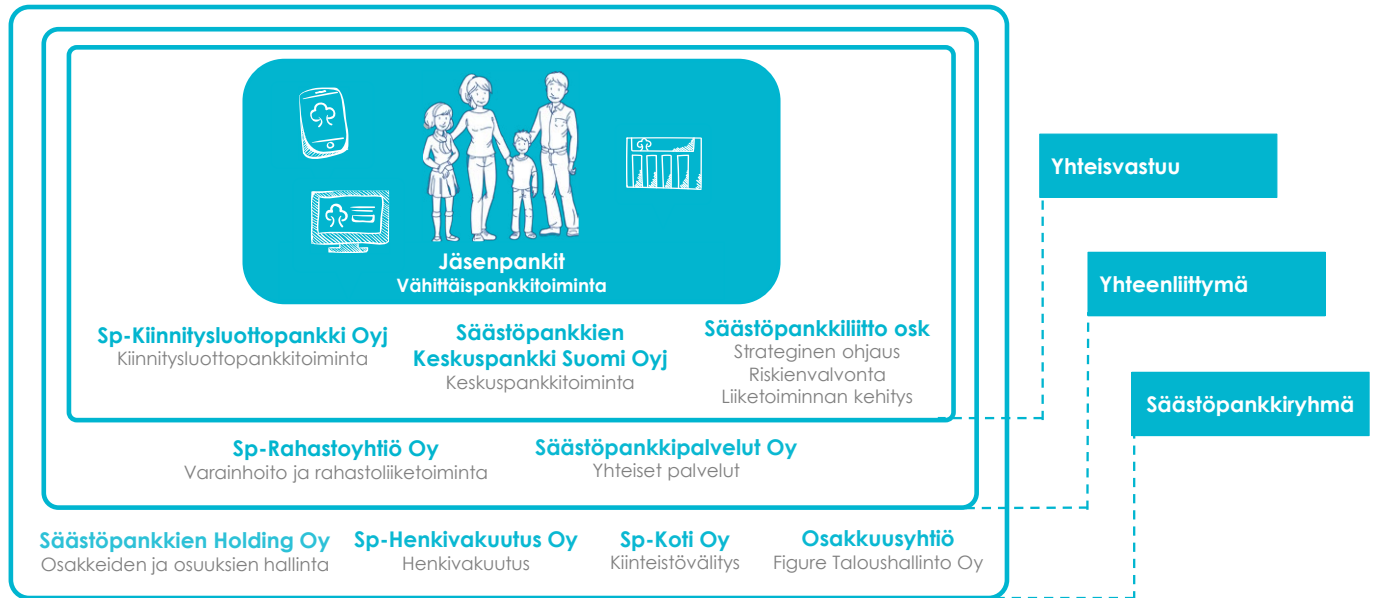 Jäsenpankit
Vähittäispankkitoiminta
Sp-Kiinnitysluottopankki Oyj
Kiinnitysluottopankkitoiminta
Säästöpankkien
Keskuspankki Suomi Oyj
Keskuspankkitoiminta
Säästöpankkiliitto osk
Strateginen ohjaus
Riskienvalvonta
Liiketoiminnan kehitys
Sp-Rahastoyhtiö Oy
Varainhoito ja rahastoliiketoiminta
Säästöpankkipalvelut Oy
Yhteiset palvelut
Säästöpankkien Holding Oy
Osakkeiden ja osuuksien hallinta
Sp-Henkivakuutus Oy
Henkivakuutus
Sp-Koti Oy
Kiinteistövälitys
Osakkuusyhtiö
Figure Taloushallinto Oy
Yhteisvastuu
Yhteenliittymä
Säästöpankkiryhmä